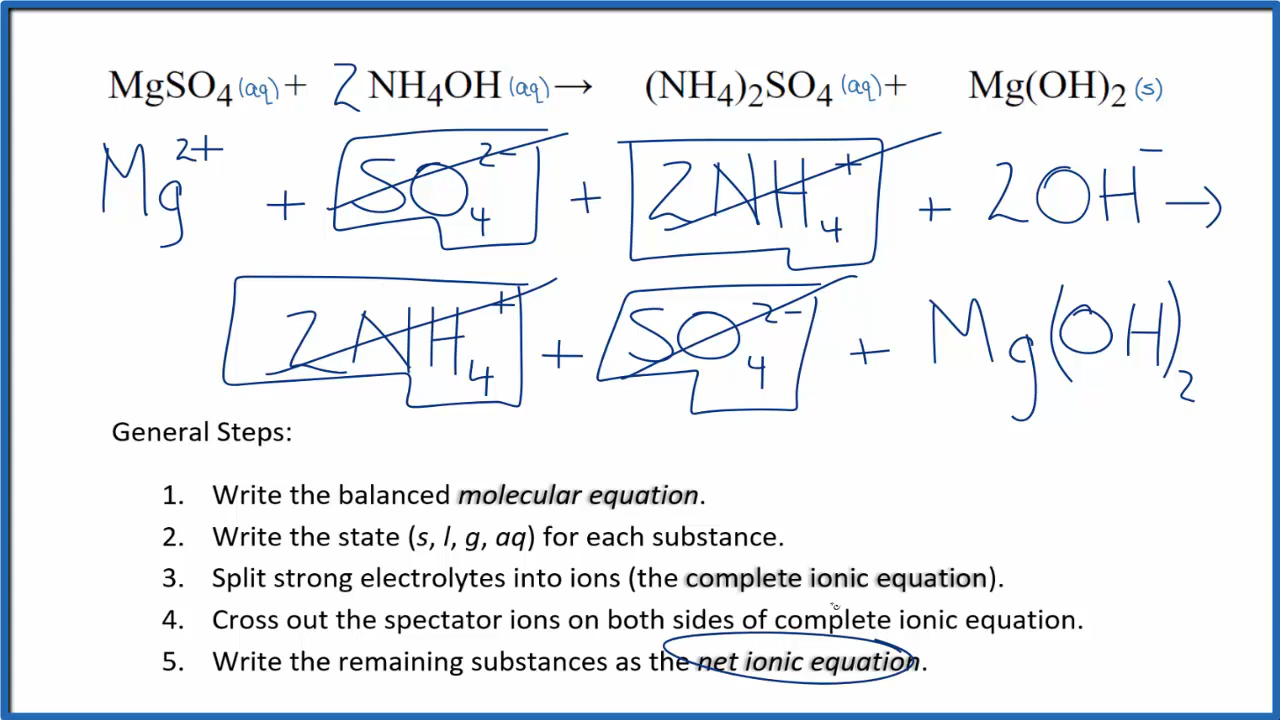 MgSO₄(aq) + 2 NH₄OH(aq) → (NH₄)₂SO₄(aq) + Mg(OH)₂(s)
Mg²⁺ + SO₄²⁻ + 2NH₄⁺ + 2OH⁻ →
2NH₄⁺ + SO₄²⁻ + Mg(OH)₂
General Steps:
1. Write the balanced molecular equation.
2. Write the state (s, l, g, aq) for each substance.
3. Split strong electrolytes into ions (the complete ionic equation).
4. Cross out the spectator ions on both sides of complete ionic equation.
5. Write the remaining substances as the net ionic equation.